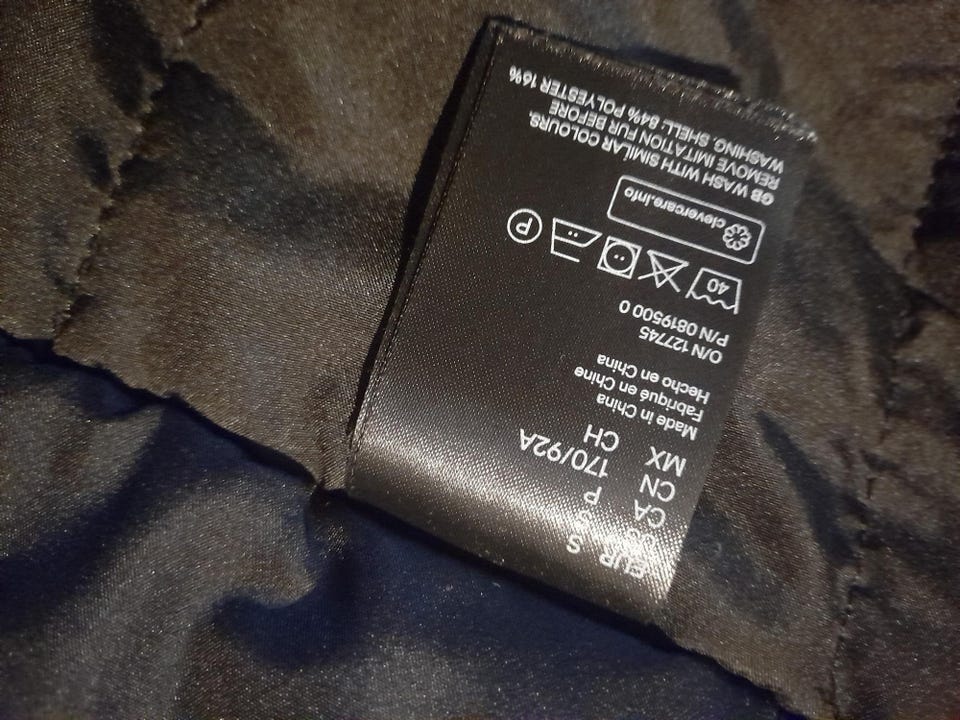 EUR S
US S
CA P
CN 170/92A
MX CH
Made in China
Fabriqué en Chine
Hecho en China
O/N 127745
P/N 0819500 0
40
P
clevercare.info
GB WASH WITH SIMILAR COLOURS.
REMOVE IMITATION FUR BEFORE
WASHING. SHELL: 84% POLYESTER 16%